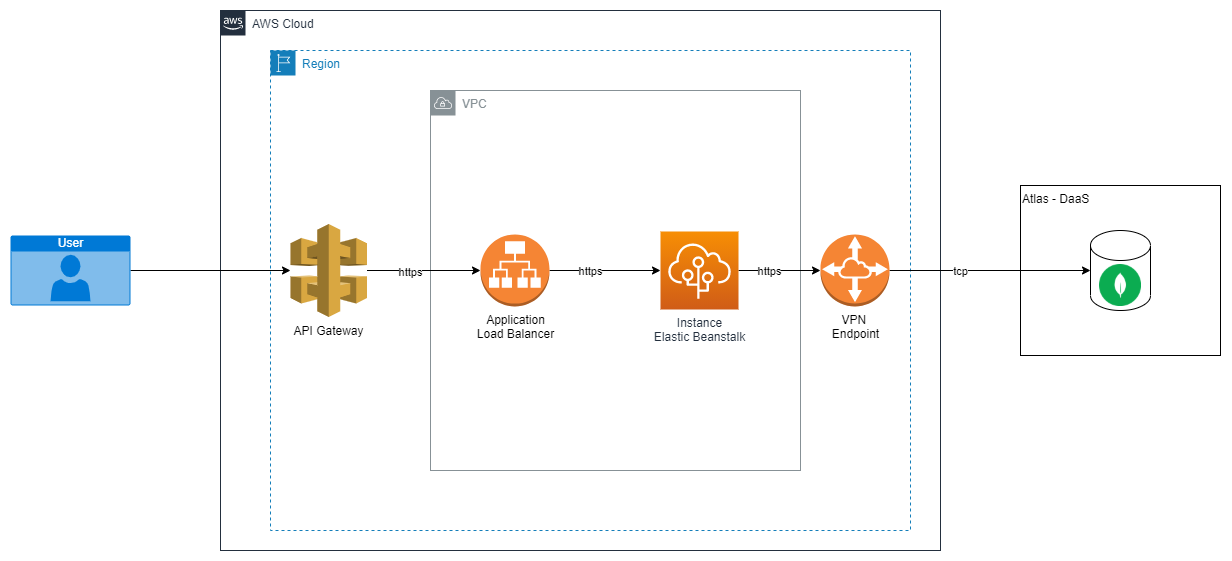 aws
AWS Cloud
Region
VPC
Atlas - DaaS
User
https
https
https
tcp
API Gateway
Application
Load Balancer
Instance
Elastic Beanstalk
VPN
Endpoint